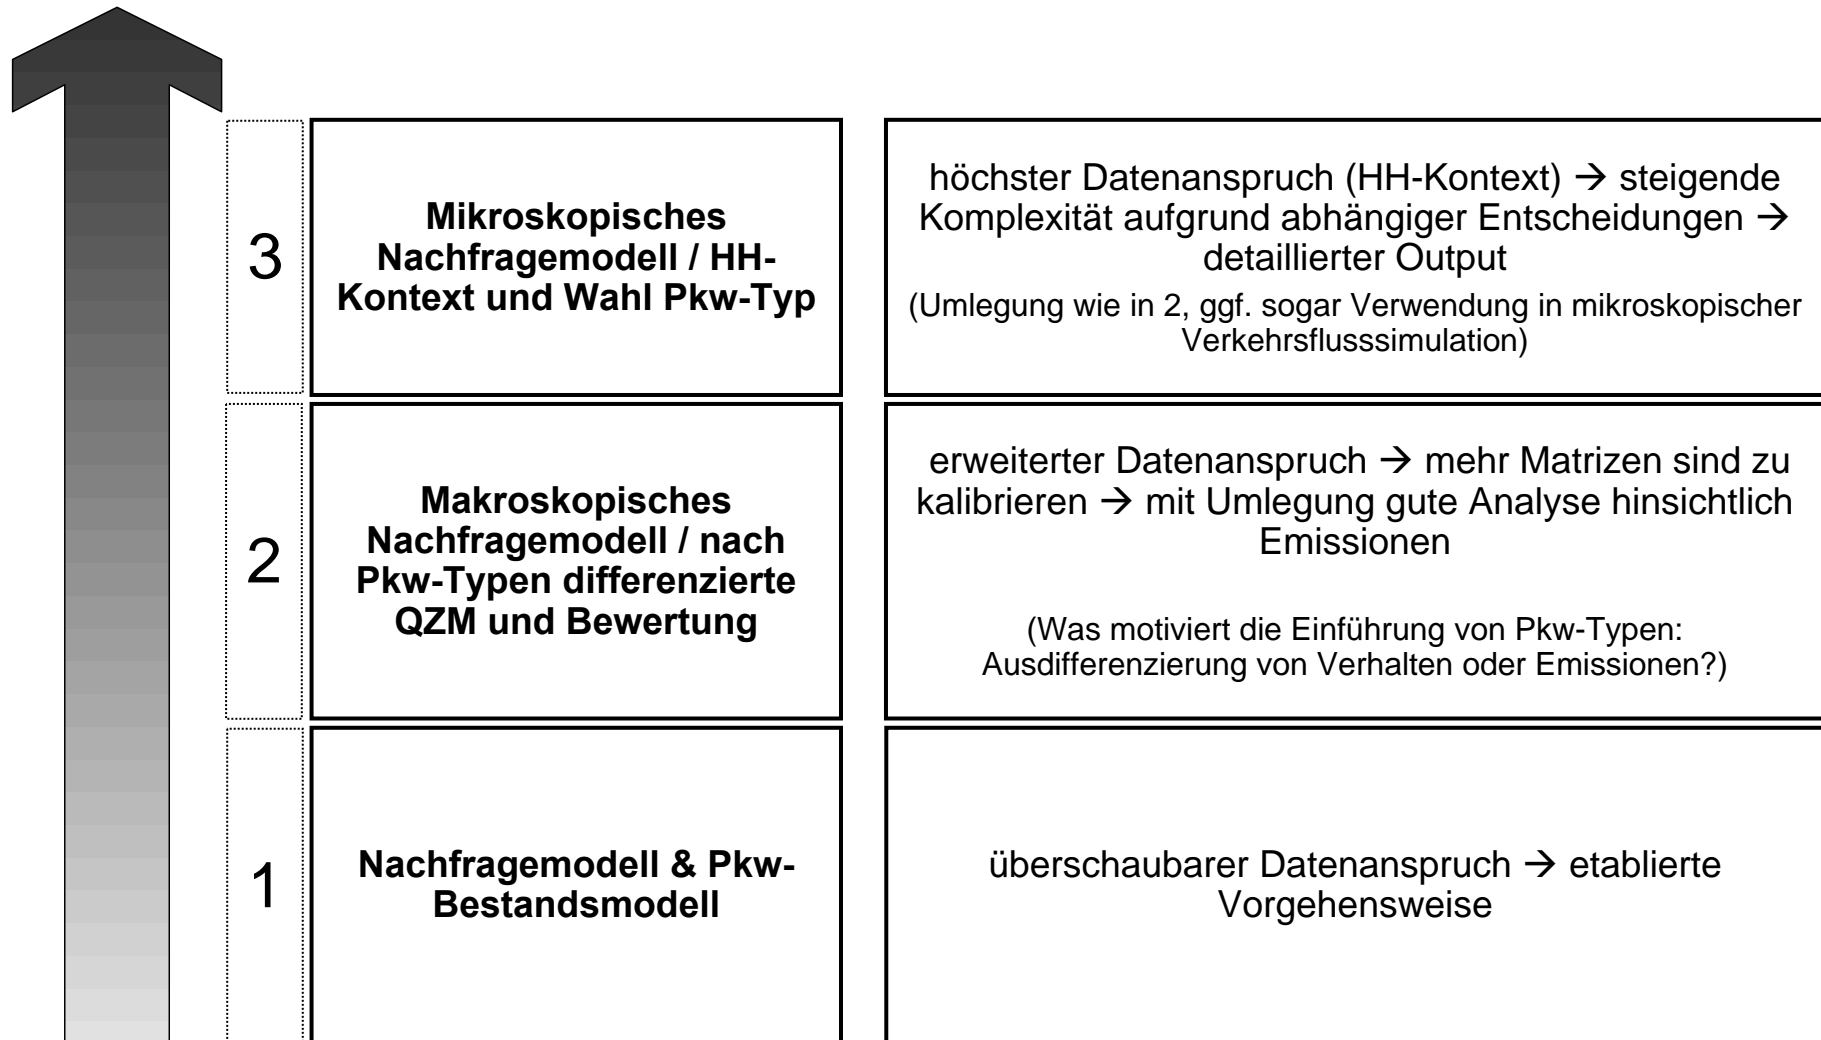 3
Mikroskopisches
Nachfragemodell / HH-
Kontext und Wahl Pkw-Typ
höchster Datenanspruch (HH-Kontext) → steigende
Komplexität aufgrund abhängiger Entscheidungen →
detaillierter Output
(Umlegung wie in 2, ggf. sogar Verwendung in mikroskopischer
Verkehrsflusssimulation)
2
Makroskopisches
Nachfragemodell / nach
Pkw-Typen differenzierte
QZM und Bewertung
erweiterter Datenanspruch → mehr Matrizen sind zu
kalibrieren → mit Umlegung gute Analyse hinsichtlich
Emissionen
(Was motiviert die Einführung von Pkw-Typen:
Ausdifferenzierung von Verhalten oder Emissionen?)
1
Nachfragemodell & Pkw-
Bestandsmodell
überschaubarer Datenanspruch → etablierte
Vorgehensweise